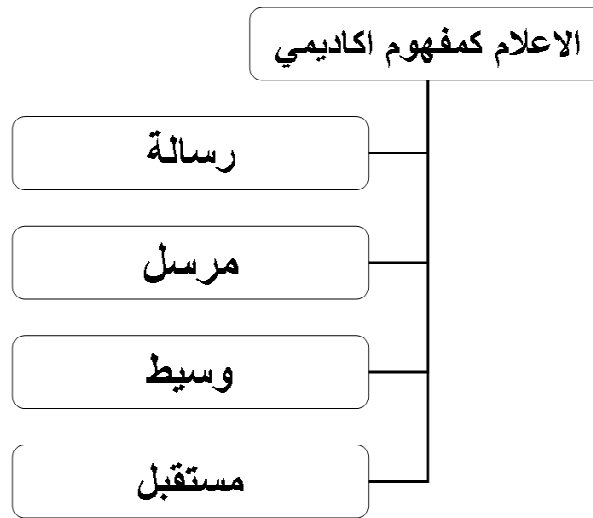 الاعلام كمفهوم اكاديمي
رسالة
مرسل
وسيط
مستقبل